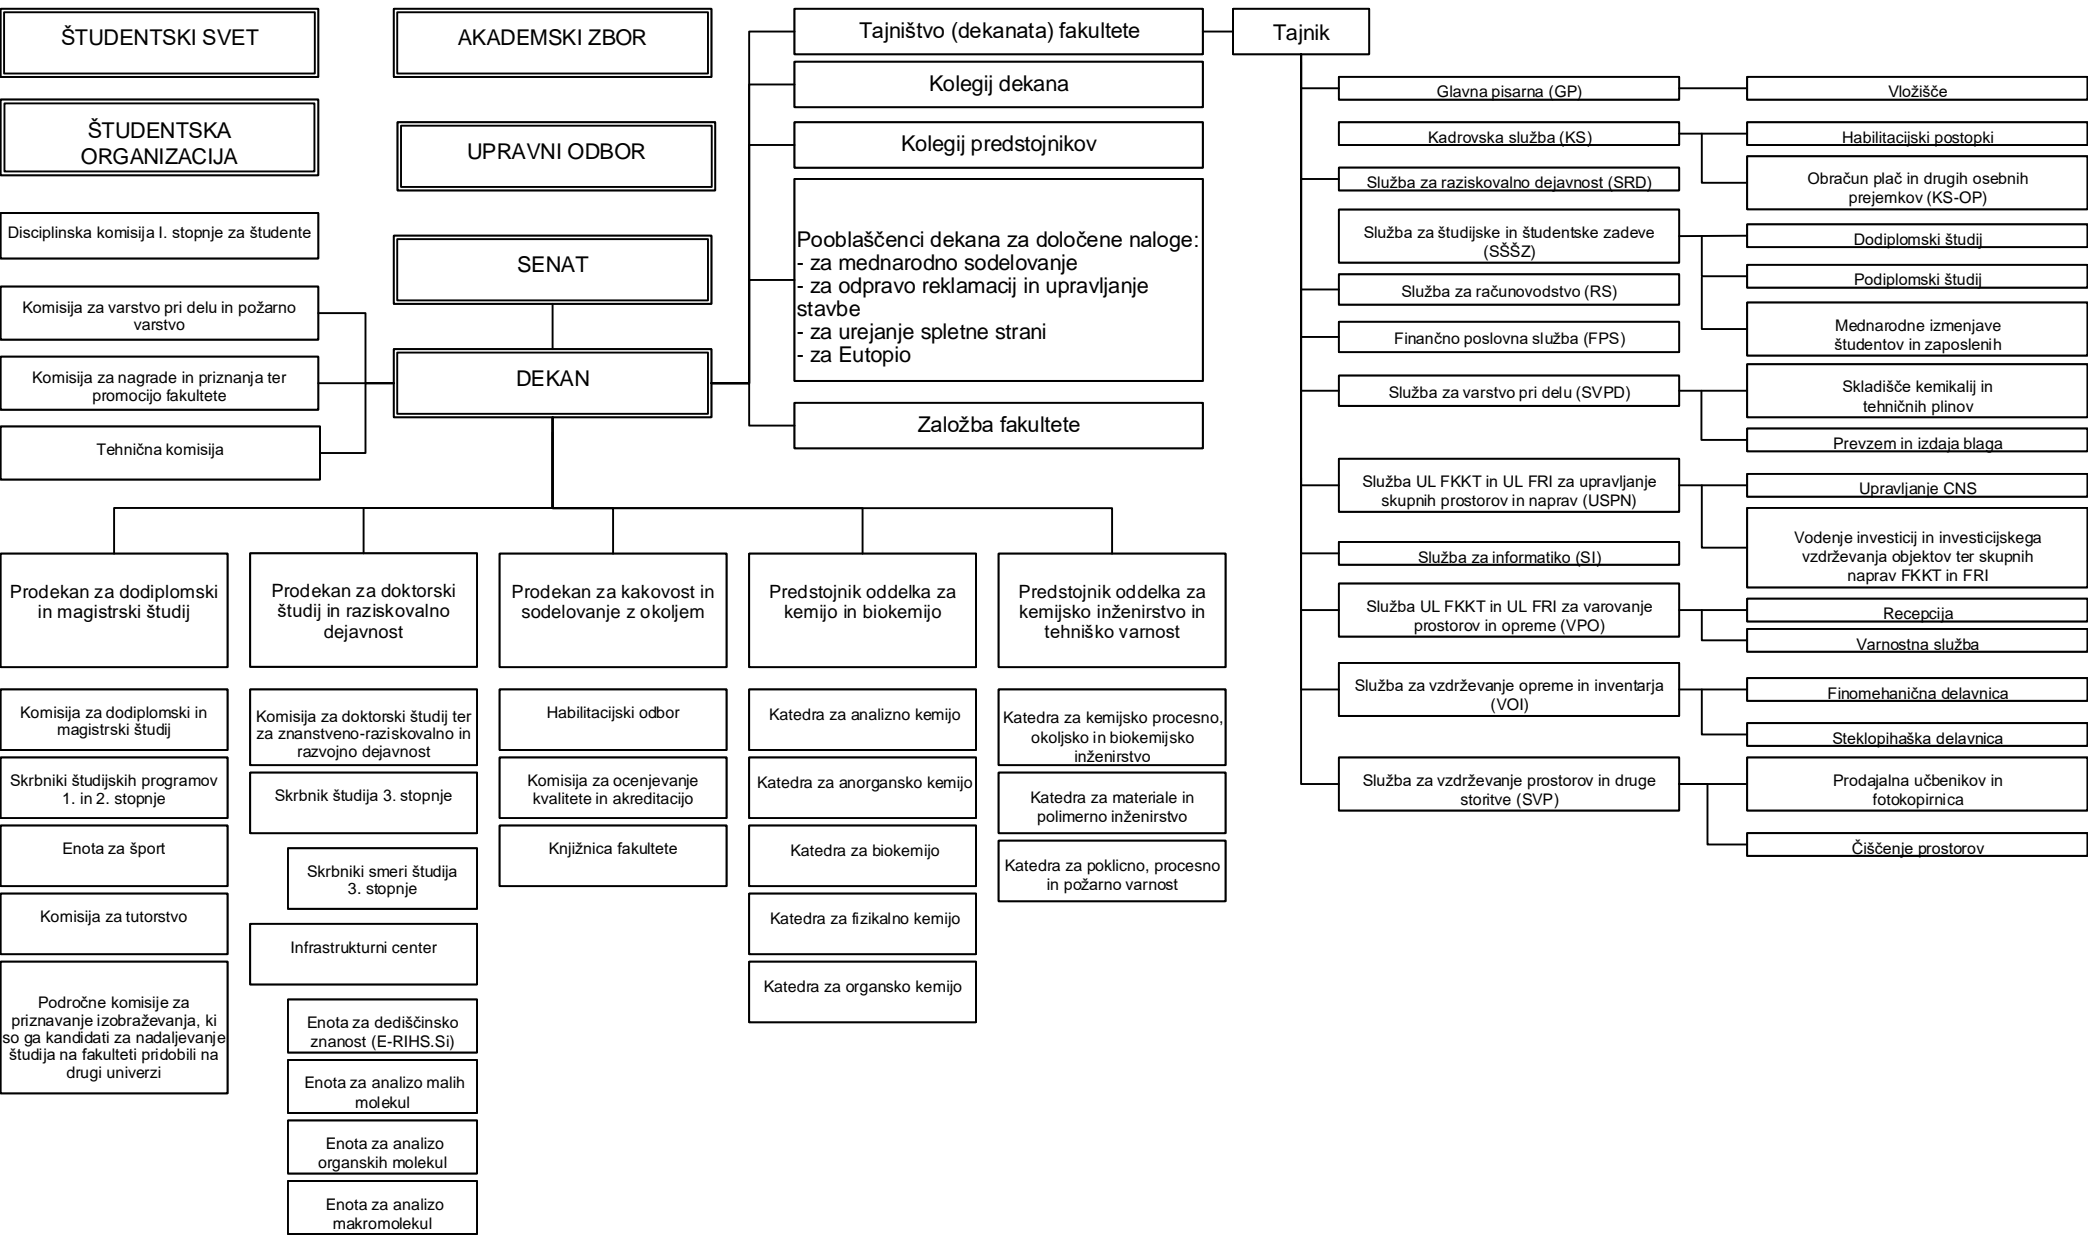 ŠTUDENTSKI SVET
ŠTUDENTSKA
ORGANIZACIJA
Disciplinska komisija I. stopnje za študente
Komisija za varstvo pri delu in požarno
varstvo
Komisija za nagrade in priznanja ter
promocijo fakultete
Tehnična komisija
AKADEMSKI ZBOR
UPRAVNI ODBOR
SENAT
DEKAN
Tajništvo (dekanata) fakultete
Kolegij dekana
Kolegij predstojnikov
Pooblaščenci dekana za določene naloge:
- za mednarodno sodelovanje
- za odpravo reklamacij in upravljanje
stavbe
- za urejanje spletne strani
- za Eutopio
Založba fakultete
Tajnik
Glavna pisarna (GP)
Vložišče
Kadrovska služba (KS)
Habilitacijski postopki
Obračun plač in drugih osebnih
prejemkov (KS-OP)
Služba za raziskovalno dejavnost (SRD)
Služba za študijske in študentske zadeve
(SŠŠZ)
Dodiplomski študij
Podiplomski študij
Mednarodne izmenjave
študentov in zaposlenih
Služba za računovodstvo (RS)
Finančno poslovna služba (FPS)
Služba za varstvo pri delu (SVPD)
Skladišče kemikalij in
tehničnih plinov
Prevzem in izdaja blaga
Služba UL FKKT in UL FRI za upravljanje
skupnih prostorov in naprav (USPN)
Upravljanje CNS
Vodenje investicij in investicijskega
vzdrževanja objektov ter skupnih
naprav FKKT in FRI
Služba za informatiko (SI)
Služba UL FKKT in UL FRI za varovanje
prostorov in opreme (VPO)
Recepcija
Varnostna služba
Služba za vzdrževanje opreme in inventarja
(VOI)
Finomehanična delavnica
Steklopihaška delavnica
Služba za vzdrževanje prostorov in druge
storitve (SVP)
Prodajalna učbenikov in
fotokopirnica
Čiščenje prostorov
Prodekan za dodiplomski
in magistrski študij
Komisija za dodiplomski in
magistrski študij
Skrbniki študijskih programov
1. in 2. stopnje
Enota za šport
Komisija za tutorstvo
Področne komisije za
priznavanje izobraževanja, ki
so ga kandidati za nadaljevanje
študija na fakulteti pridobili na
drugi univerzi
Prodekan za doktorski
študij in raziskovalno
dejavnost
Komisija za doktorski študij ter
za znanstveno-raziskovalno in
razvojno dejavnost
Skrbnik študija 3. stopnje
Skrbniki smeri študija
3. stopnje
Infrastrukturni center
Enota za dediščinsko
znanost (E-RIHS.Si)
Enota za analizo malih
molekul
Enota za analizo
organskih molekul
Enota za analizo
makromolekul
Prodekan za kakovost in
sodelovanje z okoljem
Habilitacijski odbor
Komisija za ocenjevanje
kvalitete in akreditacijo
Knjižnica fakultete
Predstojnik oddelka za
kemijo in biokemijo
Katedra za analizno kemijo
Katedra za anorgansko kemijo
Katedra za biokemijo
Katedra za fizikalno kemijo
Katedra za organsko kemijo
Predstojnik oddelka za
kemijsko inženirstvo in
tehniško varnost
Katedra za kemijsko procesno,
okoljsko in biokemijsko
inženirstvo
Katedra za materiale in
polimerno inženirstvo
Katedra za poklicno, procesno
in požarno varnost